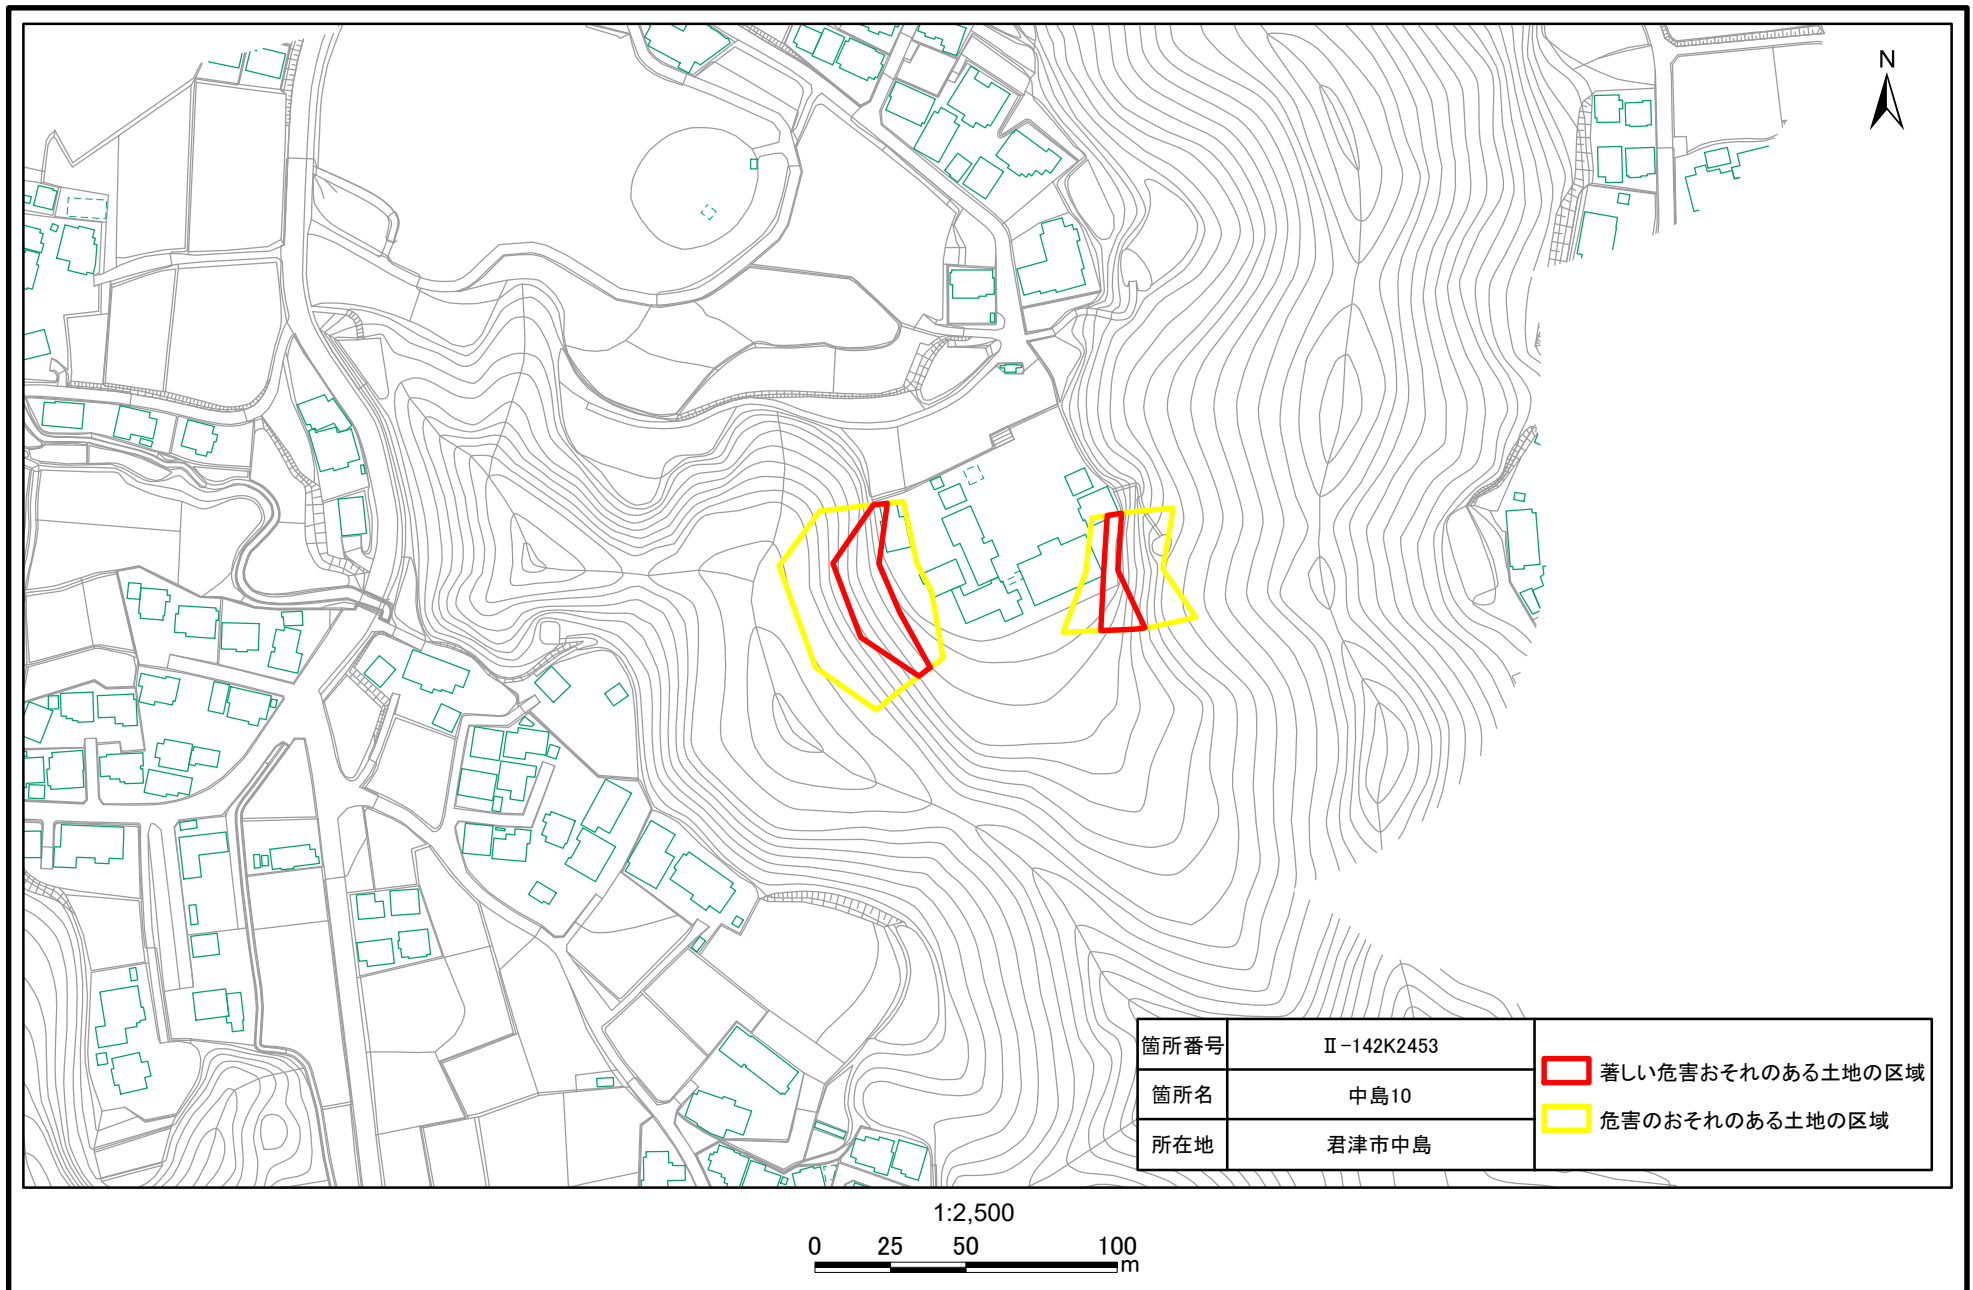 N
箇所番号 Ⅱ-142K2453
箇所名 中島10
所在地 君津市中島
著しい危害おそれのある土地の区域
危害のおそれのある土地の区域
1:2,500
0 25 50 100
m